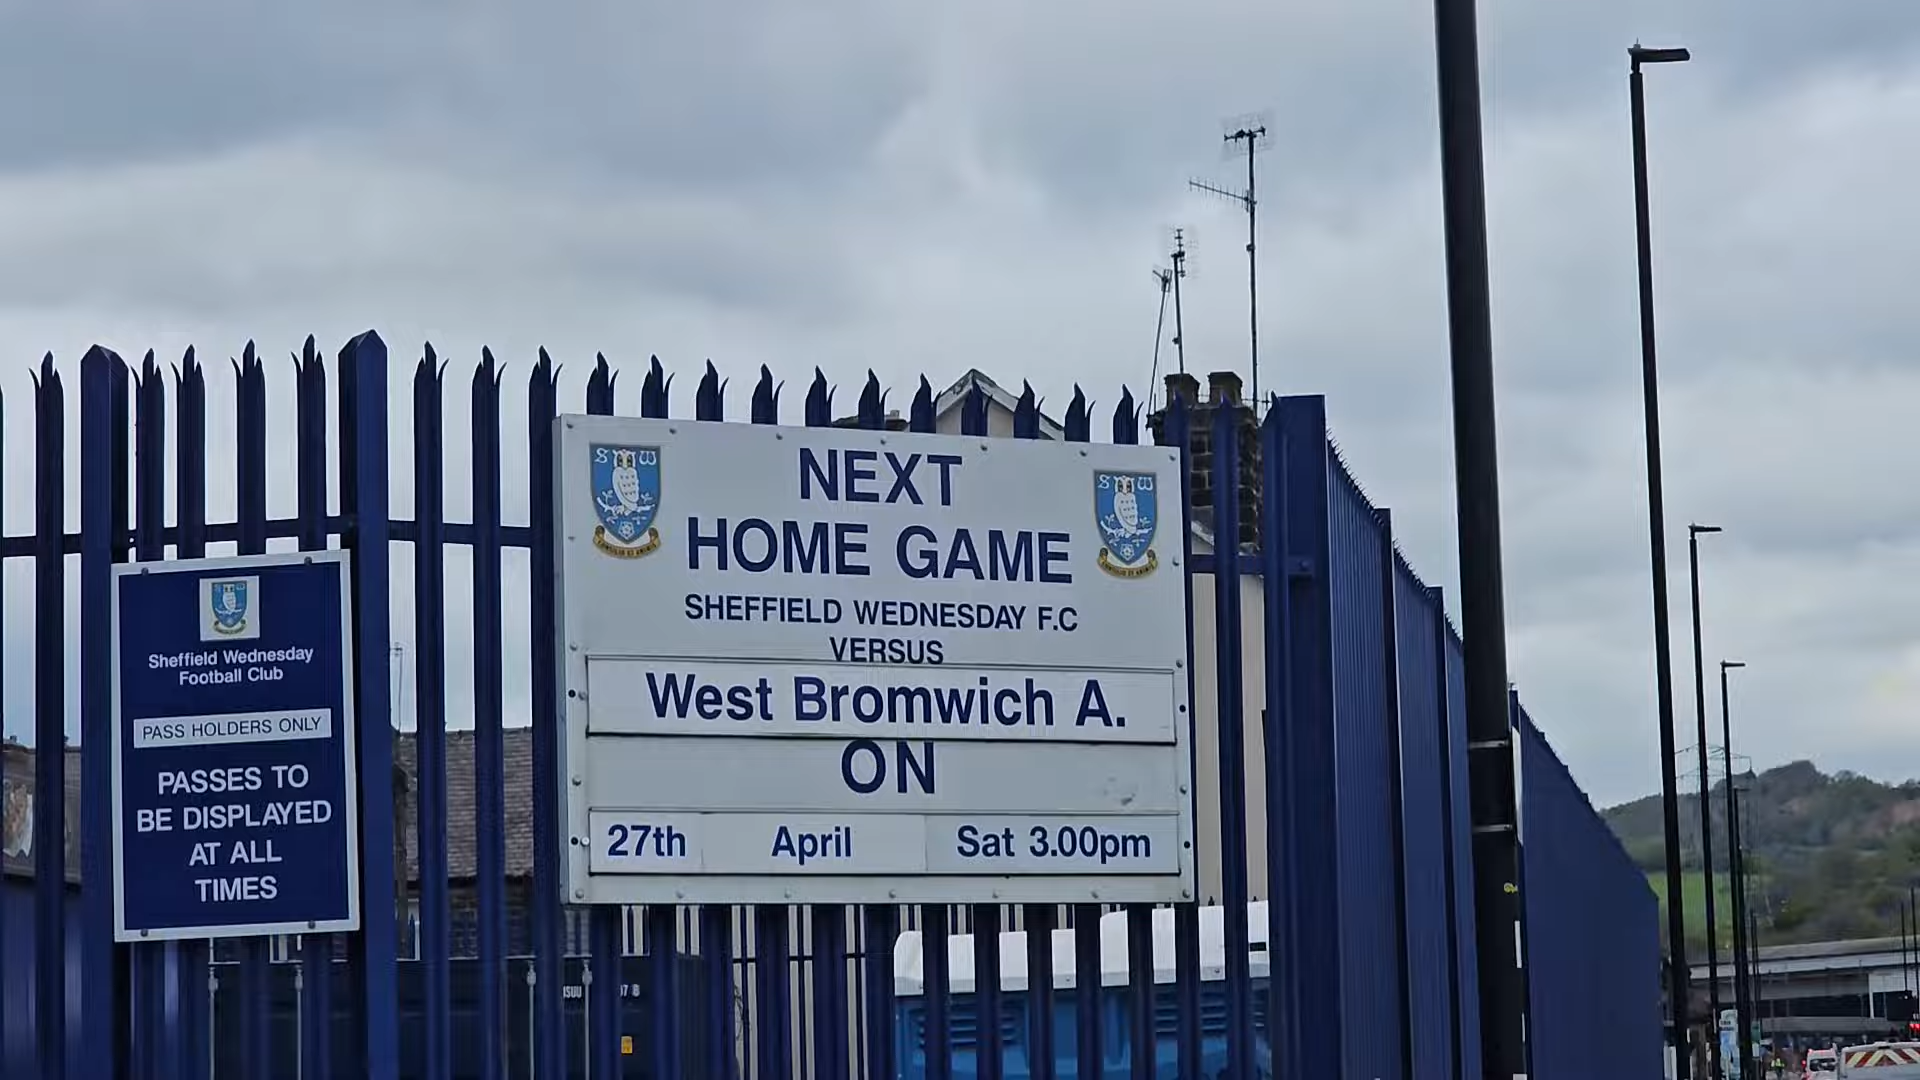 Sheffield Wednesday
Football Club
PASS HOLDERS ONLY
PASSES TO
BE DISPLAYED
AT ALL
TIMES
S W
NEXT
HOME GAME
S W
SHEFFIELD WEDNESDAY F.C
VERSUS
West Bromwich A.
ON
27th April Sat 3.00pm